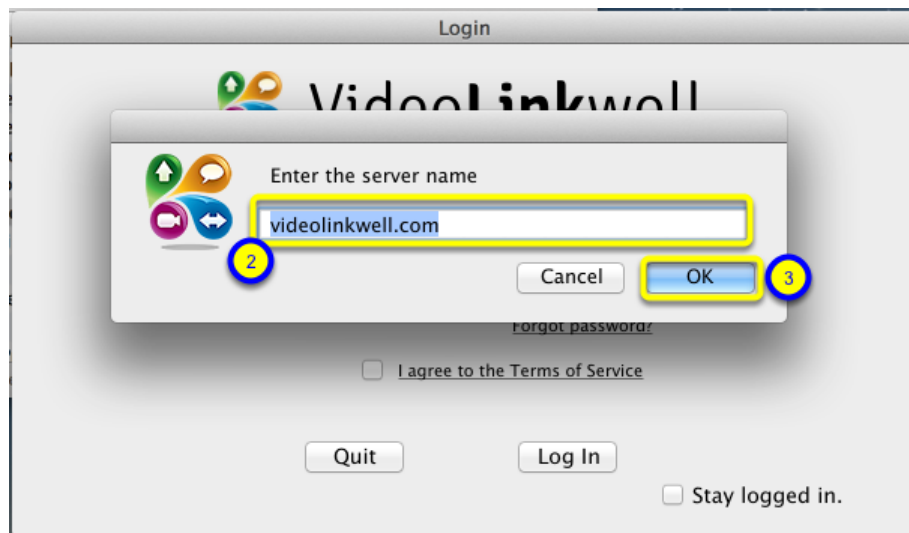 Login
VideoLinkwell
Enter the server name
videolinkwell.com
2
Cancel
OK
3
Forgot password?
I agree to the Terms of Service
Quit
Log In
Stay logged in.